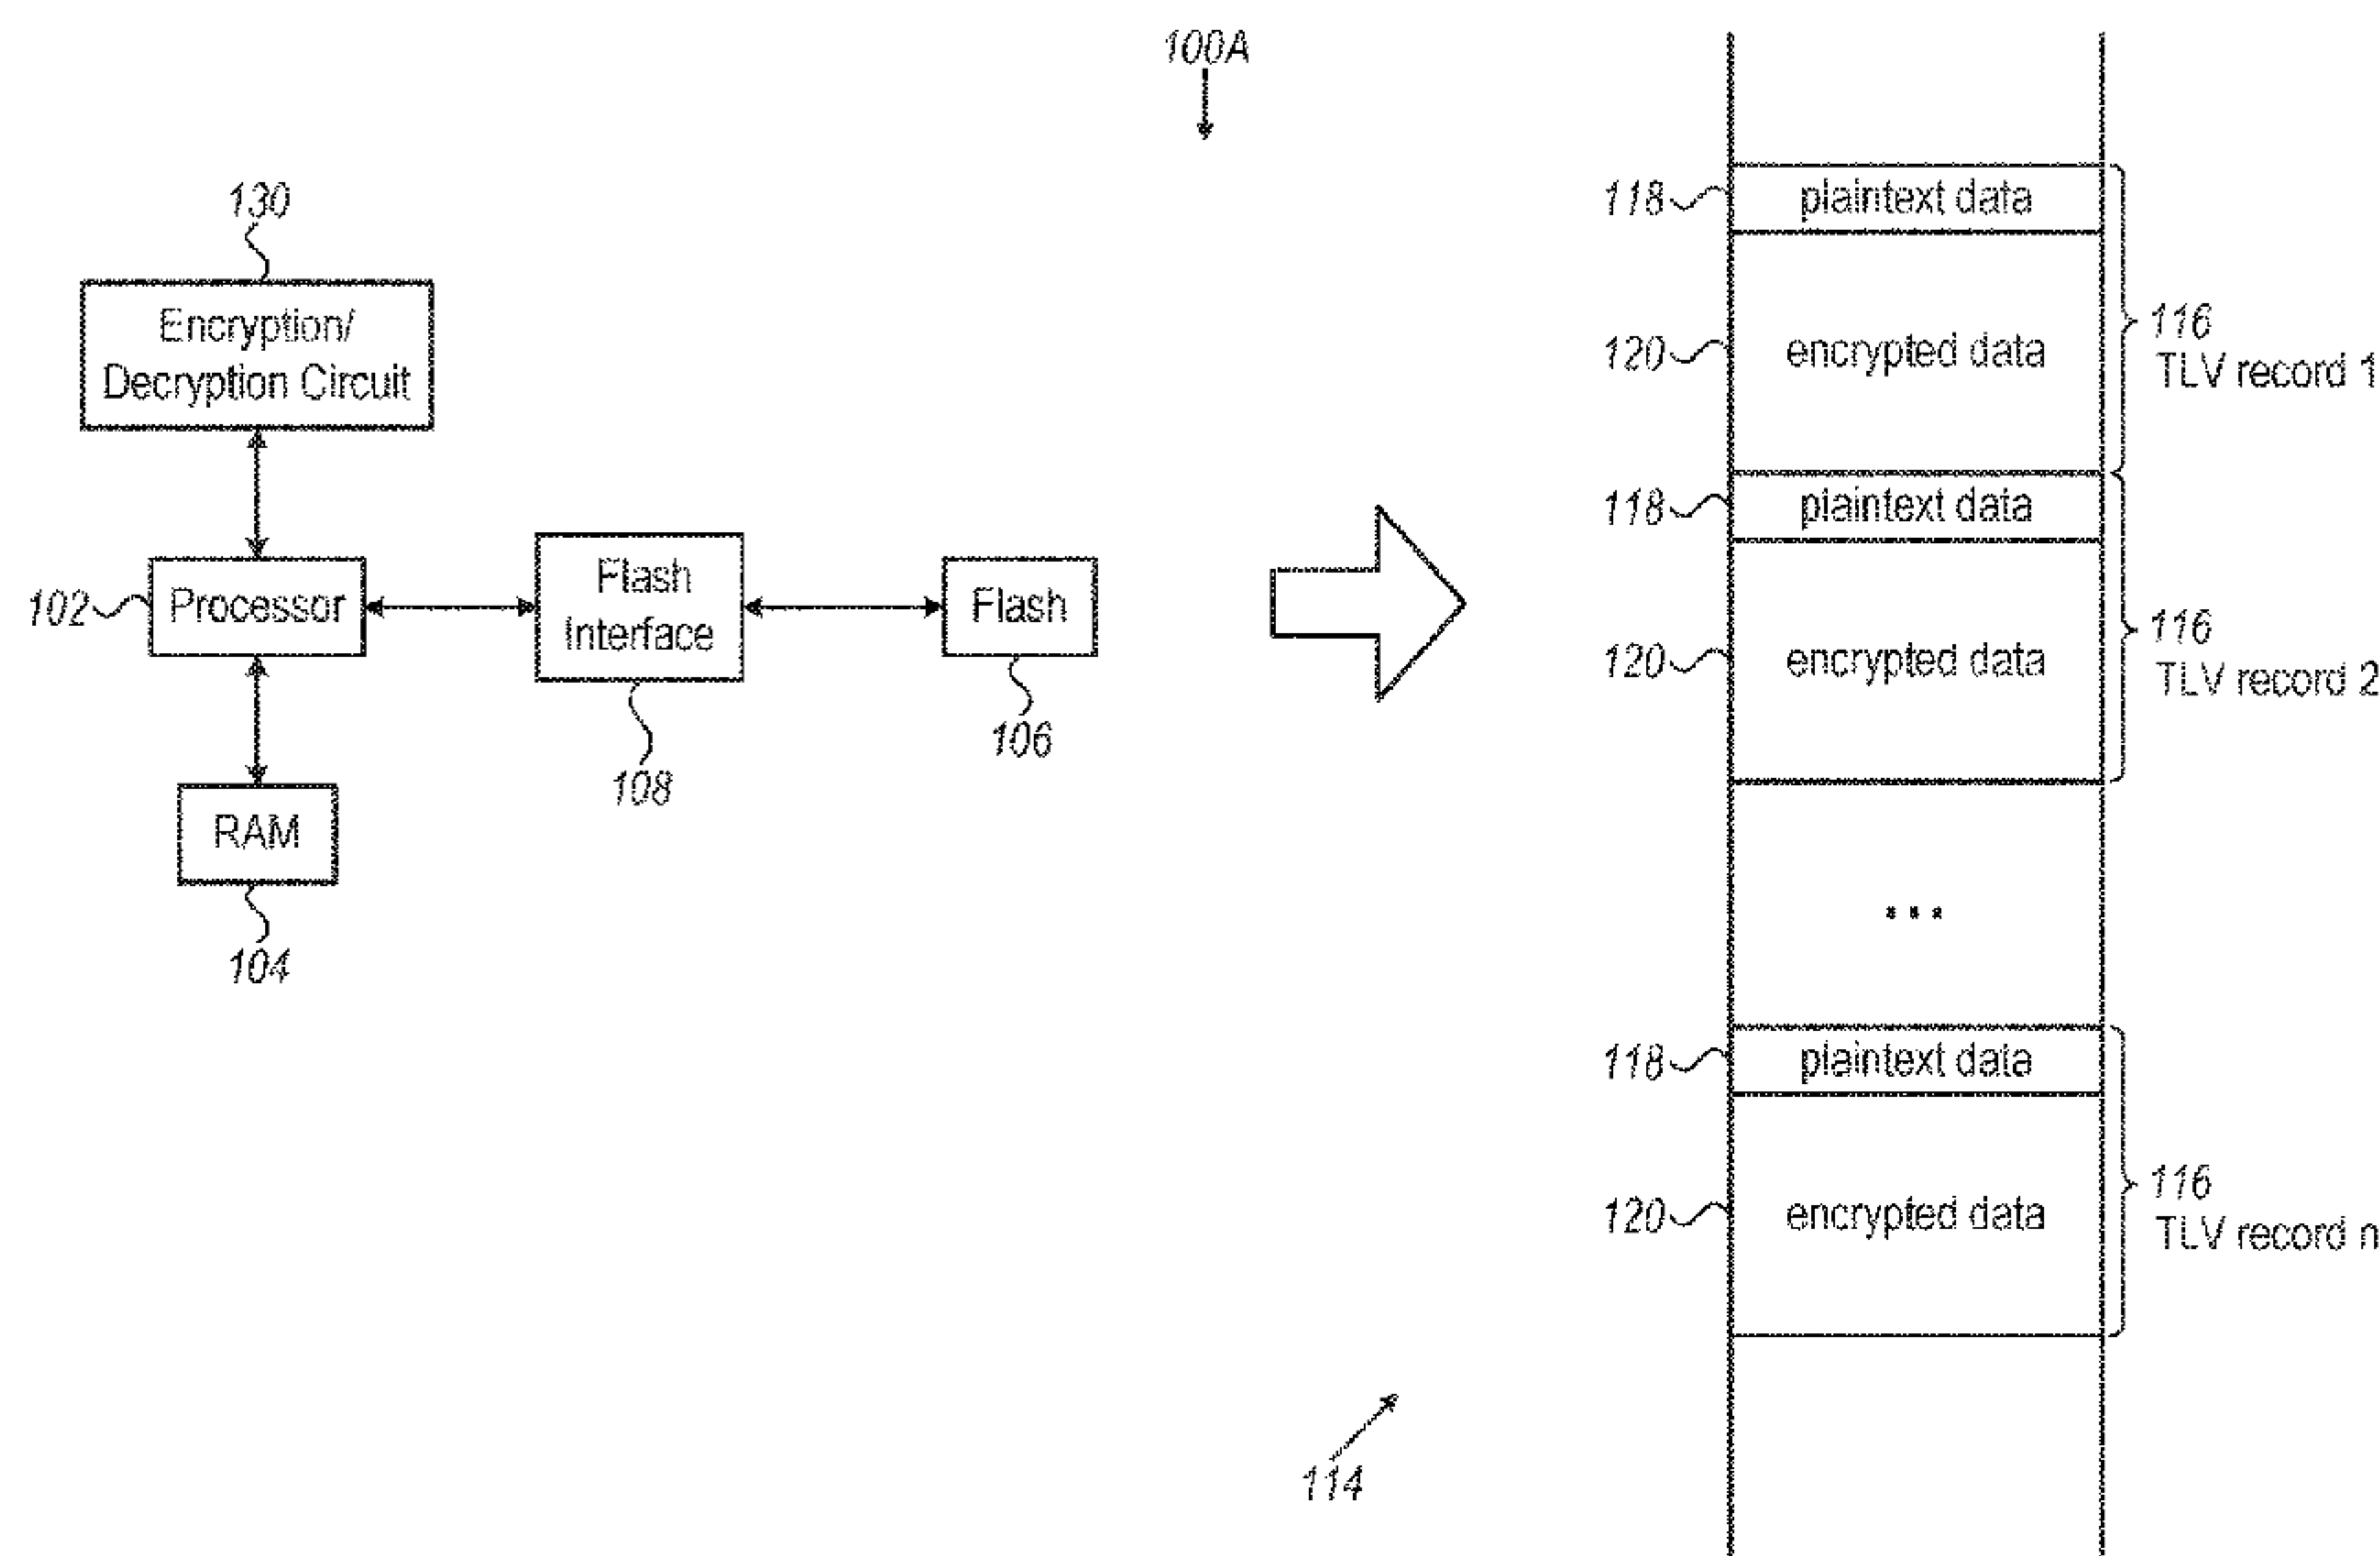 100A
130
Encryption/
Decryption Circuit
102
Processor
Flash
Interface
Flash
106
108
RAM
104
118
plaintext data
120
encrypted data
116
TLV record 1
118
plaintext data
120
encrypted data
116
TLV record 2
...
118
plaintext data
120
encrypted data
116
TLV record n
114